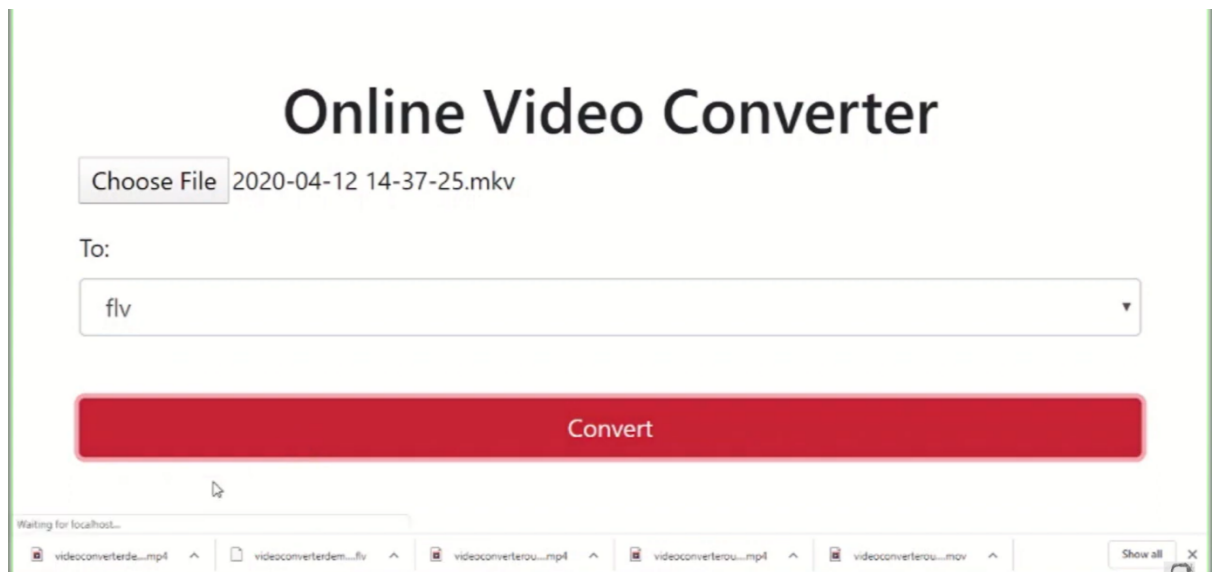 Online Video Converter
Choose File 2020-04-12 14-37-25.mkv
To:
flv
Convert
Waiting for localhost...
videoconverterde....mp4 videoconverterdem....flv videoconverterou....mp4 videoconverterou....mp4 videoconverterou....mov Show all